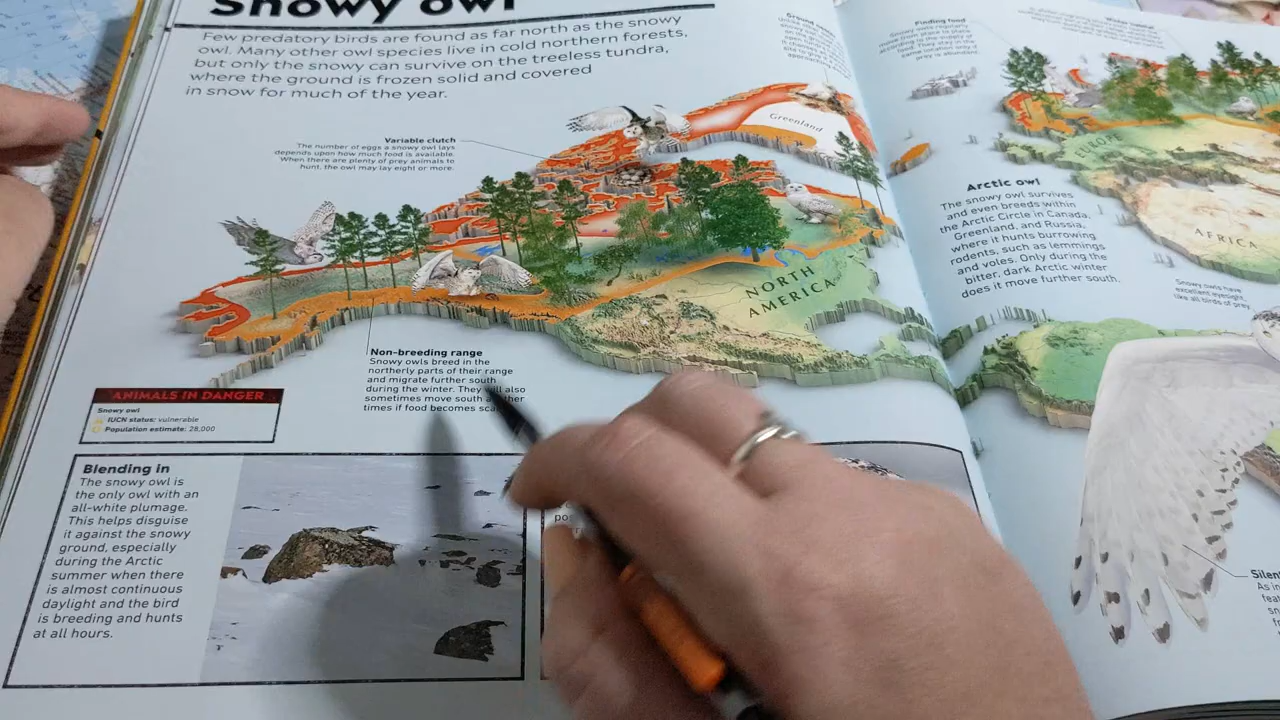 Snowy owl
Few predatory birds are found as far north as the snowy
owl. Many other owl species live in cold northern forests,
but only the snowy can survive on the treeless tundra,
where the ground is frozen solid and covered
in snow for much of the year.
Variable clutch
The number of eggs a snowy owl lays
depends upon how much food is available.
When there are plenty of prey animals to
hunt, the owl may lay eight or more.
Greenland
NORTH
AMERICA
Non-breeding range
Snowy owls breed in the
northerly parts of their range
and migrate further south
during the winter. They will also
sometimes move south at other
times if food becomes
ANIMALS IN DANGER
Snowy owl
IUCN status: vulnerable
Population estimate: 28,000
Blending in
The snowy owl is
the only owl with an
all-white plumage.
This helps disguise
it against the snowy
ground, especially
during the Arctic
summer when there
is almost continuous
daylight and the bird
is breeding and hunts
at all hours.
Finding food
Arctic owl
The snowy owl survives
and even breeds within
the Arctic Circle in Canada,
Greenland, and Russia,
where it hunts burrowing
rodents, such as lemmings
and voles. Only during the
bitter, dark Arctic winter
does it move further south.
AFRICA
Snowy owls have
excellent eyesight,
like all birds of prey
As in